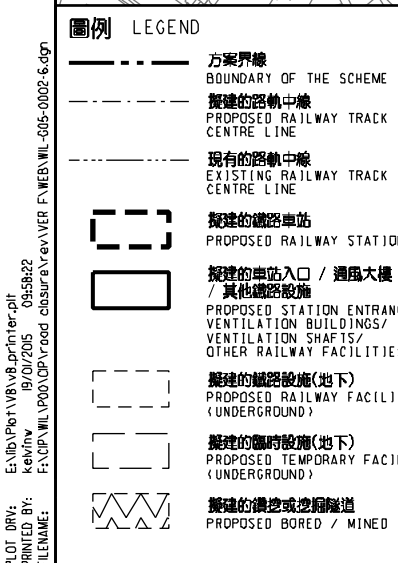 圖例 LEGEND
方案界線
BOUNDARY OF THE SCHEME
擬建的路軌中線
PROPOSED RAILWAY TRACK
CENTRE LINE
現有的路軌中線
EXISTING RAILWAY TRACK
CENTRE LINE
擬建的鐵路車站
PROPOSED RAILWAY STATIO
擬建的車站入口 / 通風大樓
/ 其他鐵路設施
PROPOSED STATION ENTRANC
VENTILATION BUILDINGS/
VENTILATION SHAFTS/
OTHER RAILWAY FACILITIE
擬建的鐵路設施(地下)
PROPOSED RAILWAY FACILI
(UNDERGROUND)
擬建的臨時設施(地下)
PROPOSED TEMPORARY FACI
(UNDERGROUND)
擬建的鑽挖或挖掘隧道
PROPOSED BORED / MINED
PLOT DRV: E:\lib\Plot\V8\v8_printer.plt
PRINTED BY: kelvinw 19/01/2015 09:58:22
FILENAME: F:\CIP\WIL\P00\CIP\road closure\rev\VER F\WEB\WIL-G05-0002-6.dgn